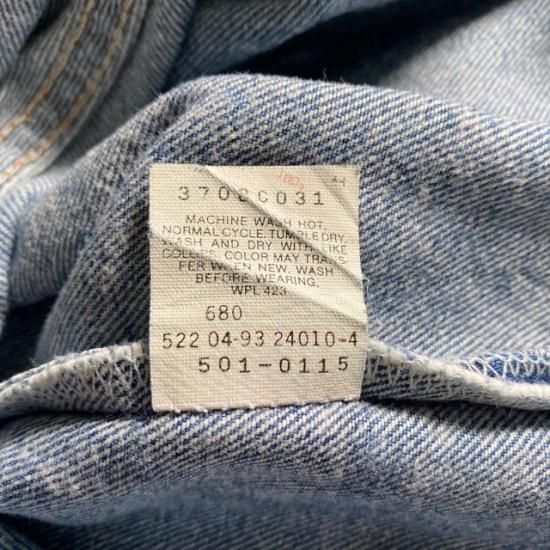 100%
MACHINE WASH HOT,
NORMAL CYCLE. TUMBLE DRY.
WASH AND DRY WITH LIKE
COLORS. COLOR MAY TRANS-
FER WHEN NEW. WASH
BEFORE WEARING.
WPL 423
680
522 04-93 24010-4
501-0115